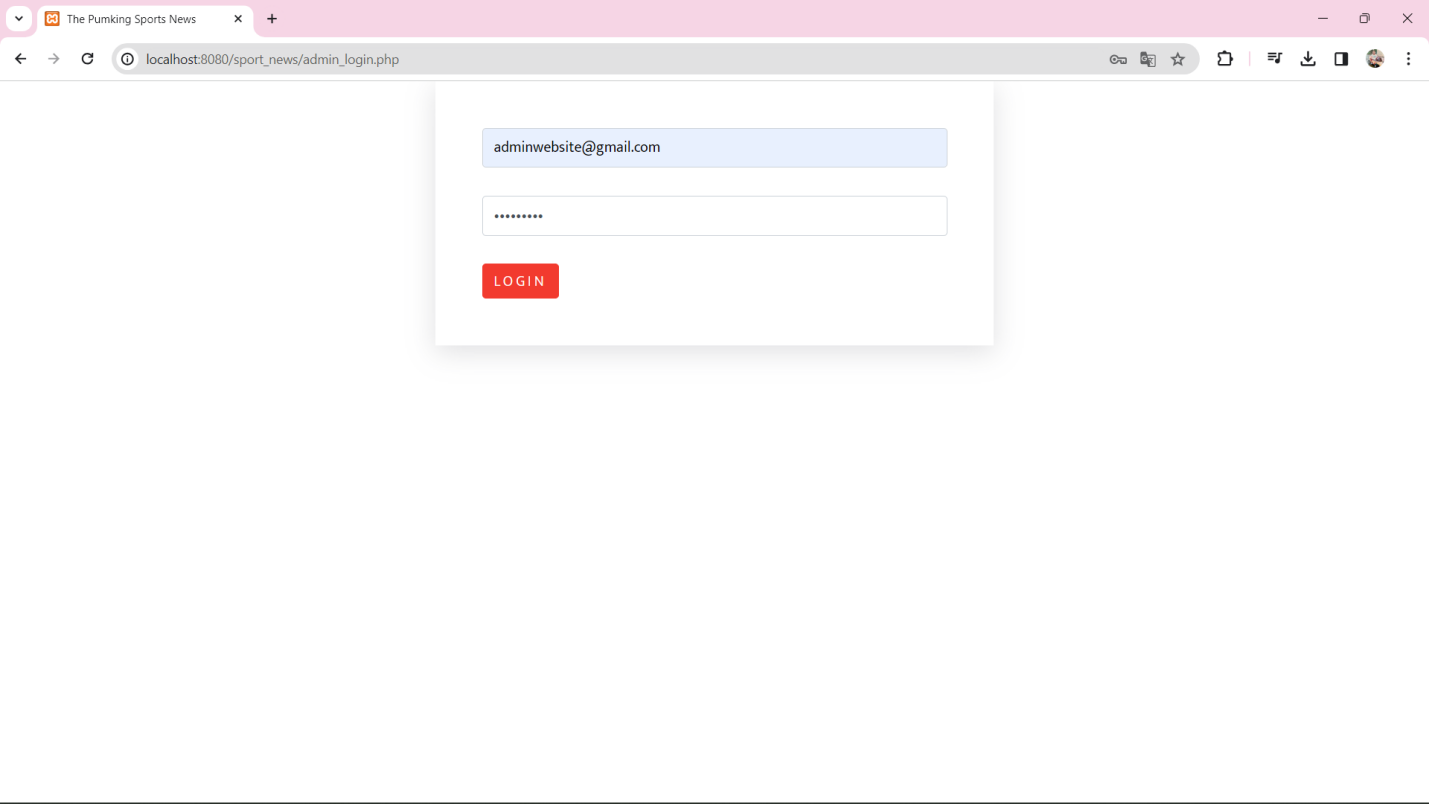 The Pumking Sports News
localhost:8080/sport_news/admin_login.php
adminwebsite@gmail.com
•••••••••
LOGIN